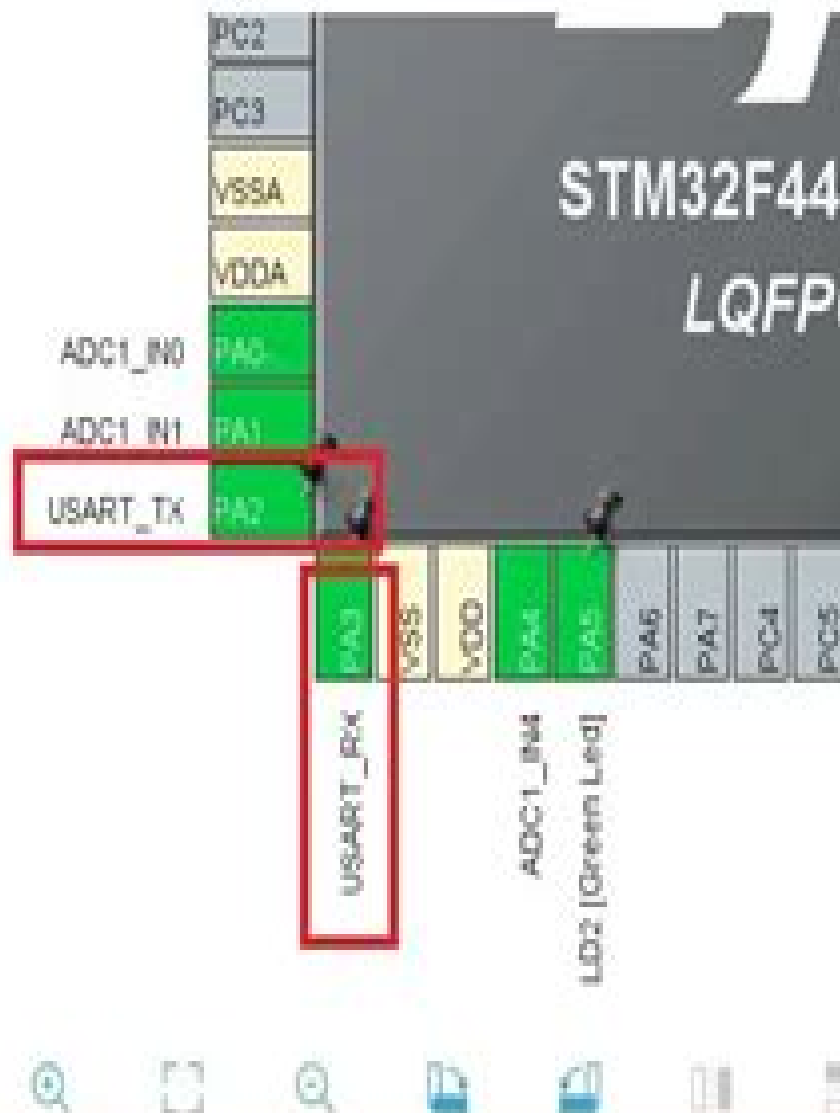 PC2
PC3
VSSA
VDDA
ADC1_IN0 PA0
ADC1_IN1 PA1
USART_TX PA2
STM32F44
LQFP
PA3
VSS
VDD
PA4
PA5
PA6
PA7
PC4
PC5
USART_RX
ADC1_IN4
LD2 [Green Led]